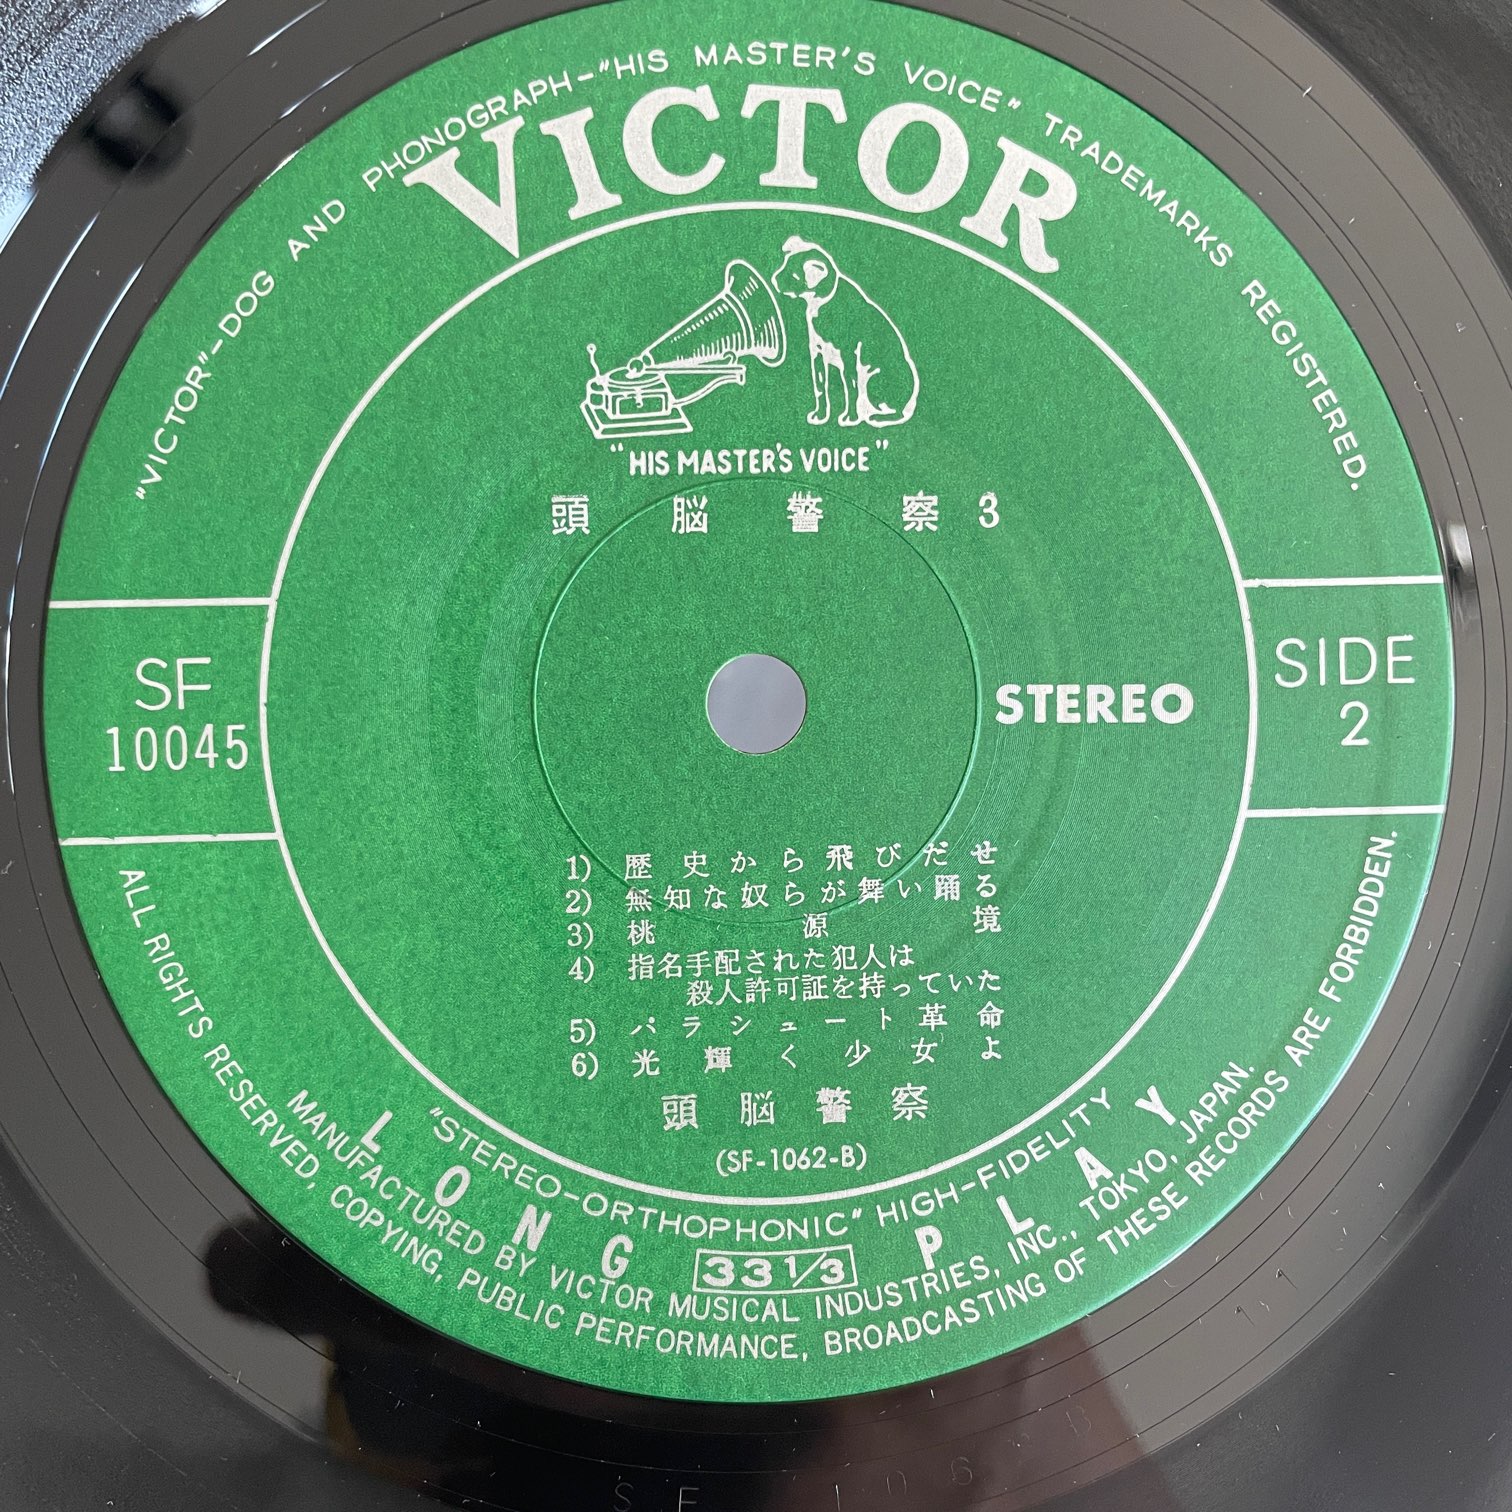 "VICTOR"-DOG AND PHONOGRAPH-"HIS MASTER'S VOICE" TRADEMARKS REGISTERED.
VICTOR
"HIS MASTER'S VOICE"
頭脳警察3
SF
10045
STEREO
SIDE
2
1) 歴史から飛びだせ
2) 無知な奴らが舞い踊る
3) 桃源境
4) 指名手配された犯人は
殺人許可証を持っていた
5) パラシュート革命
6) 光輝く少女よ
頭脳警察
(SF-1062-B)
"STEREO-ORTHOPHONIC" HIGH-FIDELITY
LONG 33 1/3 PLAY
MANUFACTURED BY VICTOR MUSICAL INDUSTRIES, INC., TOKYO, JAPAN.
ALL RIGHTS RESERVED, COPYING, PUBLIC PERFORMANCE, BROADCASTING OF THESE RECORDS ARE FORBIDDEN.